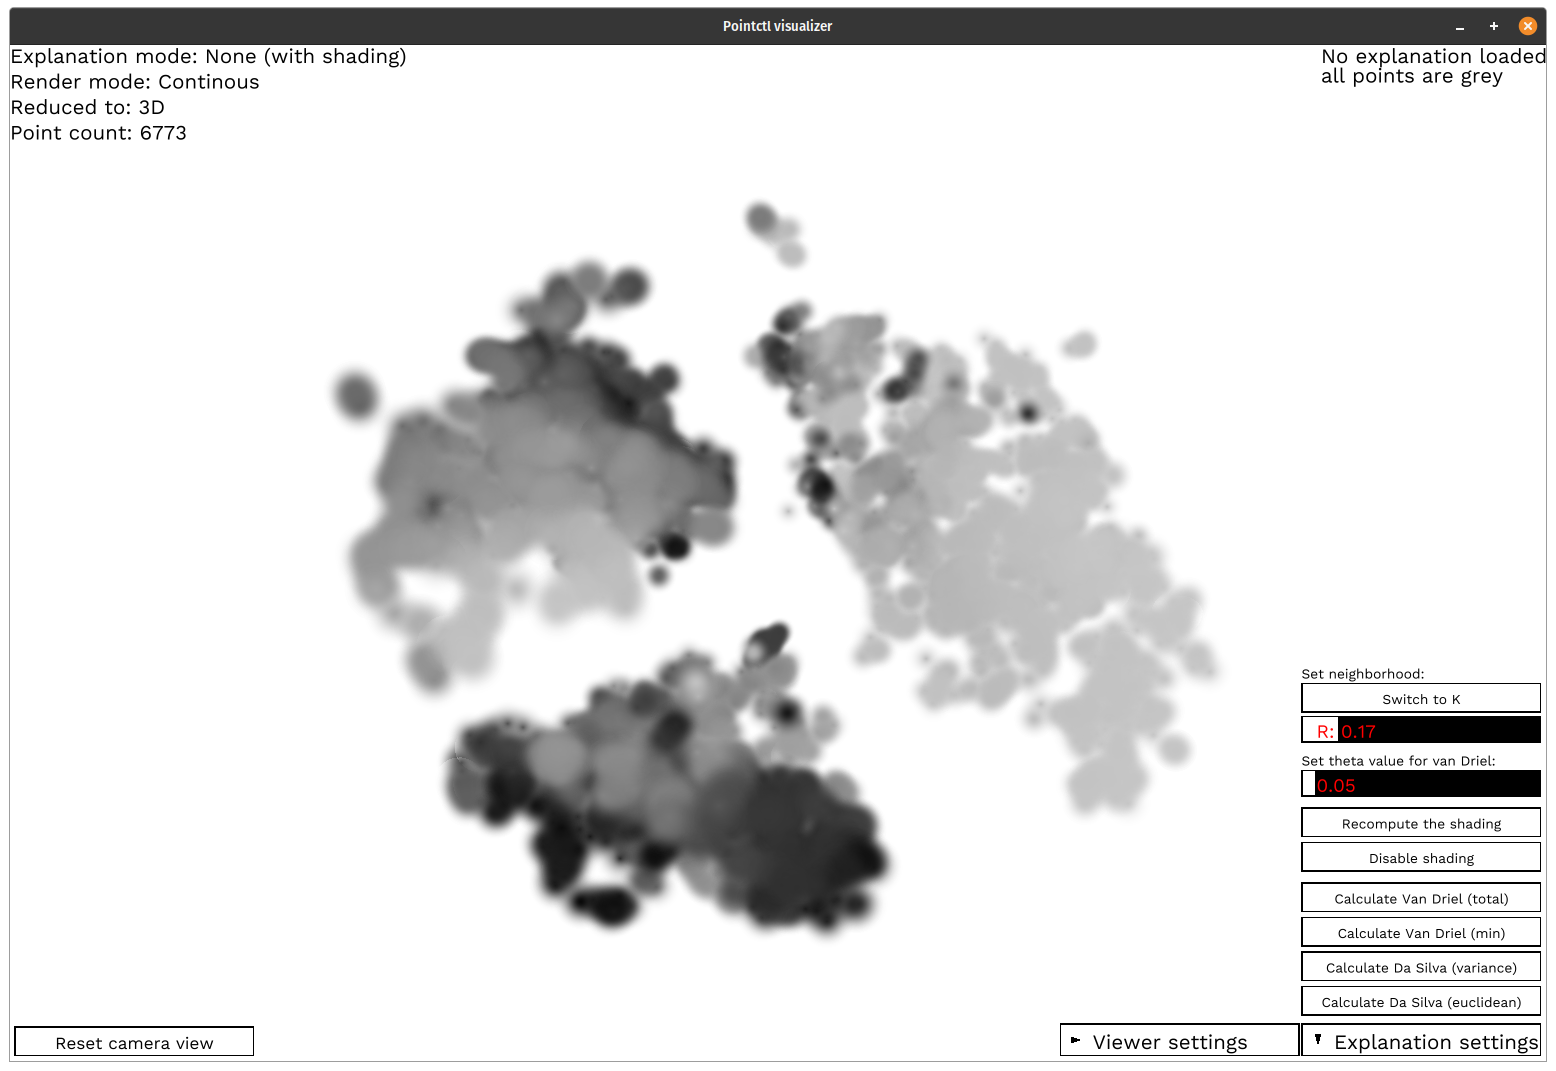 Pointctl visualizer
Explanation mode: None (with shading)
Render mode: Continous
Reduced to: 3D
Point count: 6773
No explanation loaded
all points are grey
Set neighborhood:
Switch to K
R: 0.17
Set theta value for van Driel:
0.05
Recompute the shading
Disable shading
Calculate Van Driel (total)
Calculate Van Driel (min)
Calculate Da Silva (variance)
Calculate Da Silva (euclidean)
Reset camera view
Viewer settings
Explanation settings